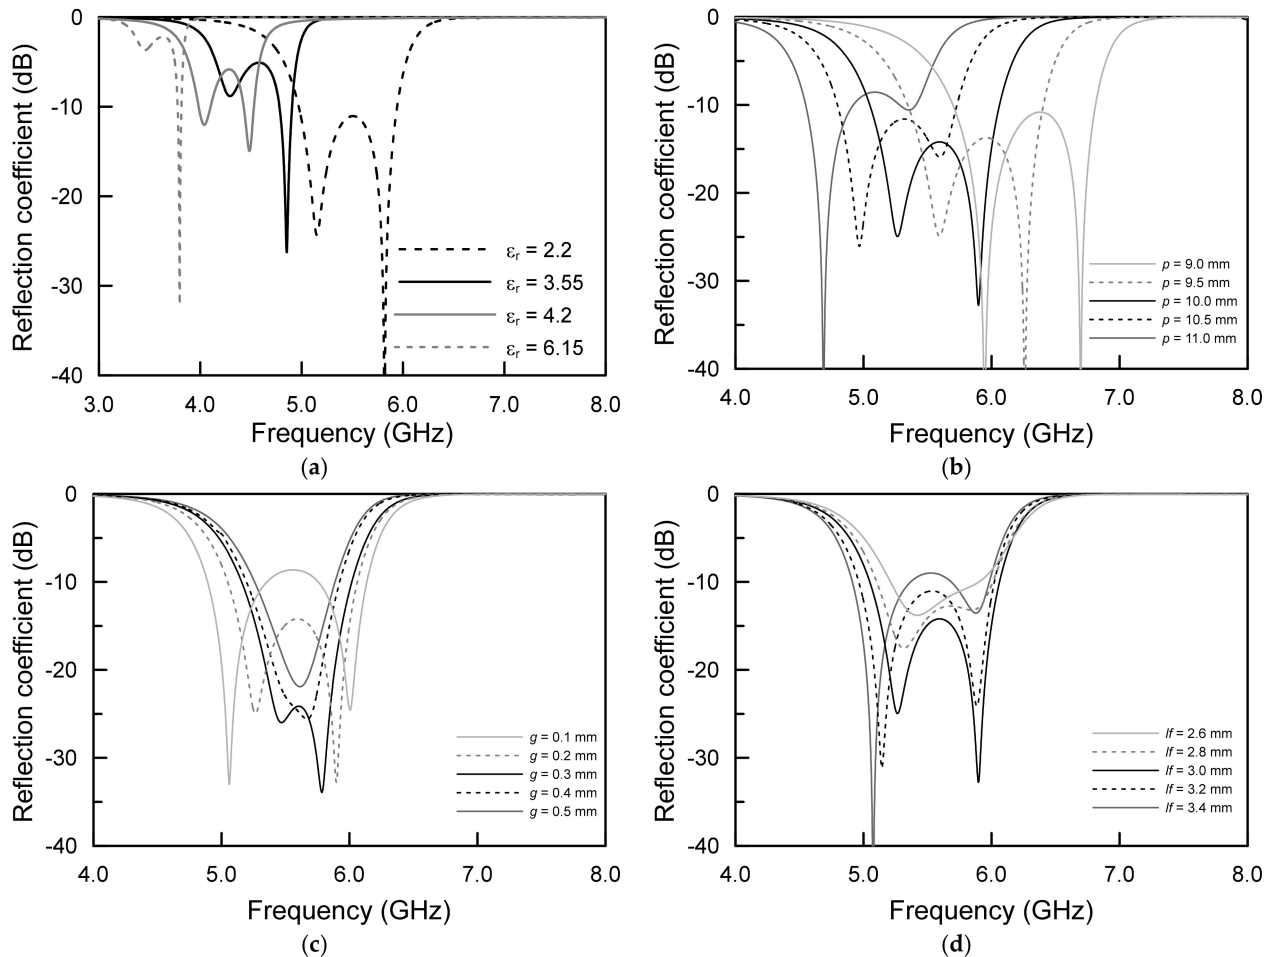 Reflection coefficient (dB)
0
-10
-20
-30
-40
3.0 4.0 5.0 6.0 7.0 8.0
Frequency (GHz)
εr = 2.2
εr = 3.55
εr = 4.2
εr = 6.15
(a)
Reflection coefficient (dB)
0
-10
-20
-30
-40
4.0 5.0 6.0 7.0 8.0
Frequency (GHz)
p = 9.0 mm
p = 9.5 mm
p = 10.0 mm
p = 10.5 mm
p = 11.0 mm
(b)
Reflection coefficient (dB)
0
-10
-20
-30
-40
4.0 5.0 6.0 7.0 8.0
Frequency (GHz)
g = 0.1 mm
g = 0.2 mm
g = 0.3 mm
g = 0.4 mm
g = 0.5 mm
(c)
Reflection coefficient (dB)
0
-10
-20
-30
-40
4.0 5.0 6.0 7.0 8.0
Frequency (GHz)
lf = 2.6 mm
lf = 2.8 mm
lf = 3.0 mm
lf = 3.2 mm
lf = 3.4 mm
(d)